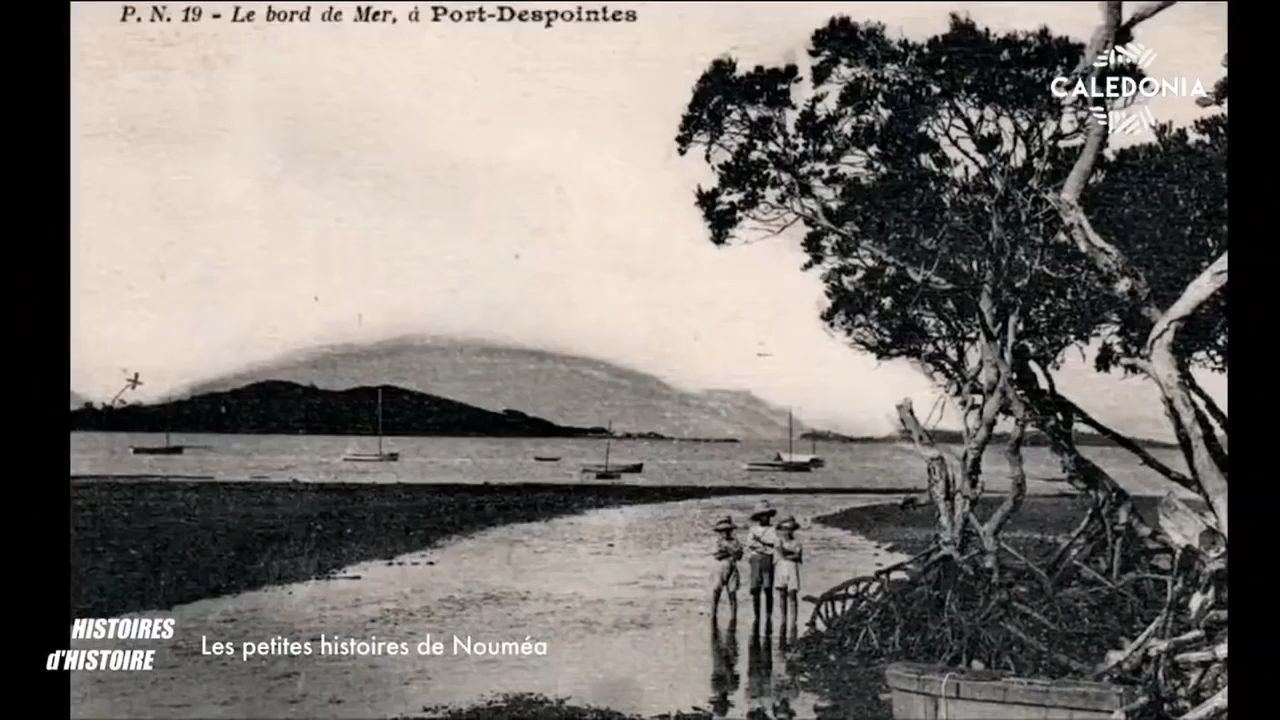 P. N. 19 - Le bord de Mer, à Port-Despointes
CALEDONIA
HISTOIRES
d'HISTOIRE
Les petites histoires de Nouméa